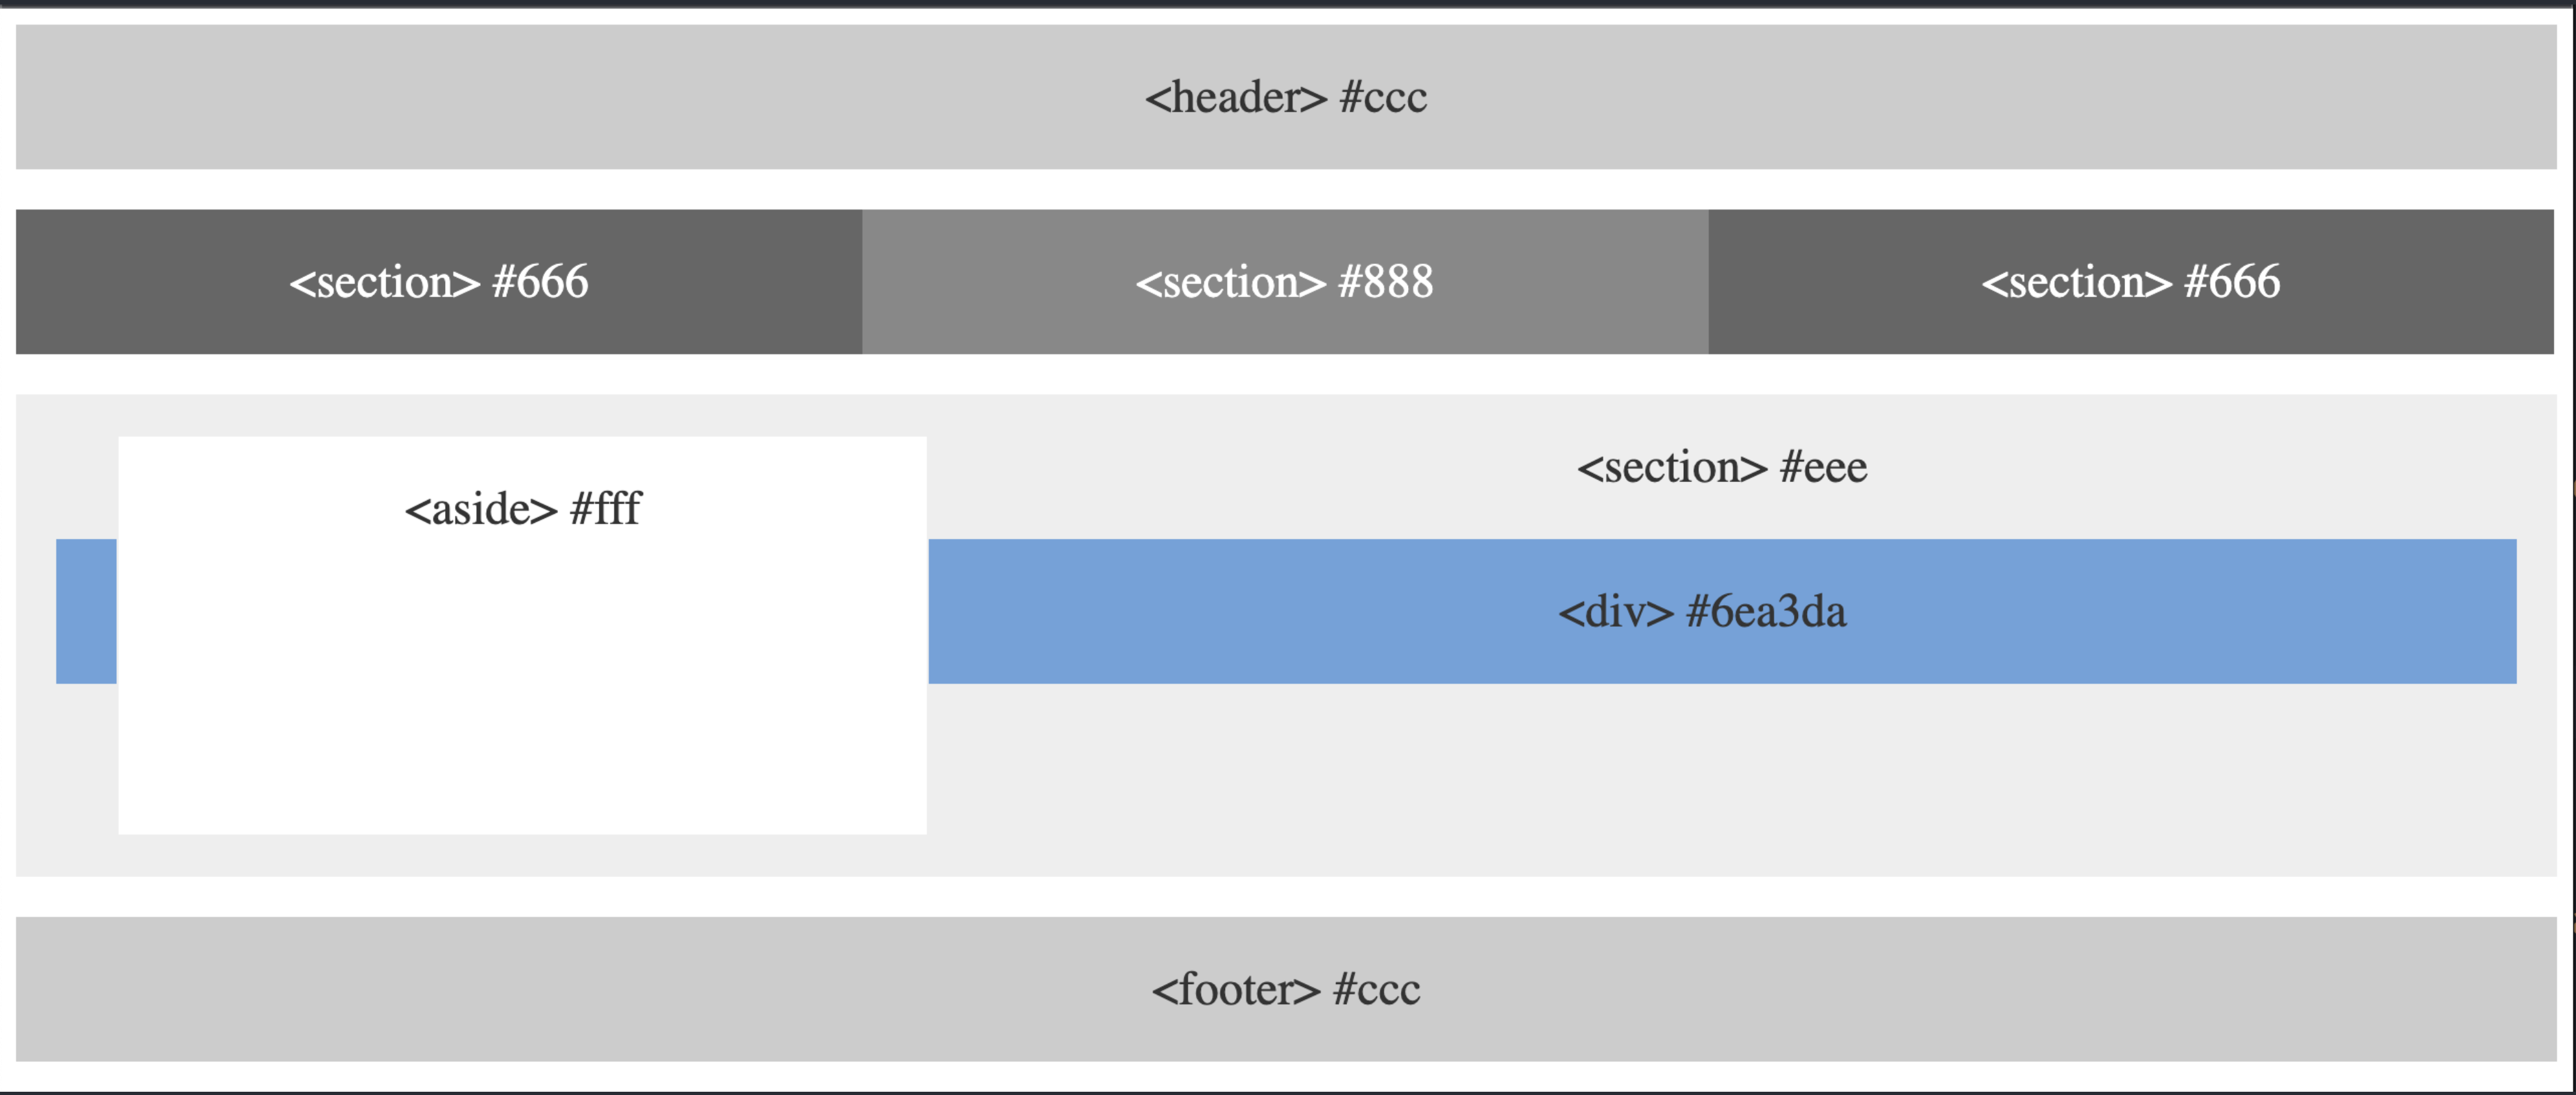 <header> #ccc
<section> #666
<section> #888
<section> #666
<section> #eee
<aside> #fff
<div> #6ea3da
<footer> #ccc